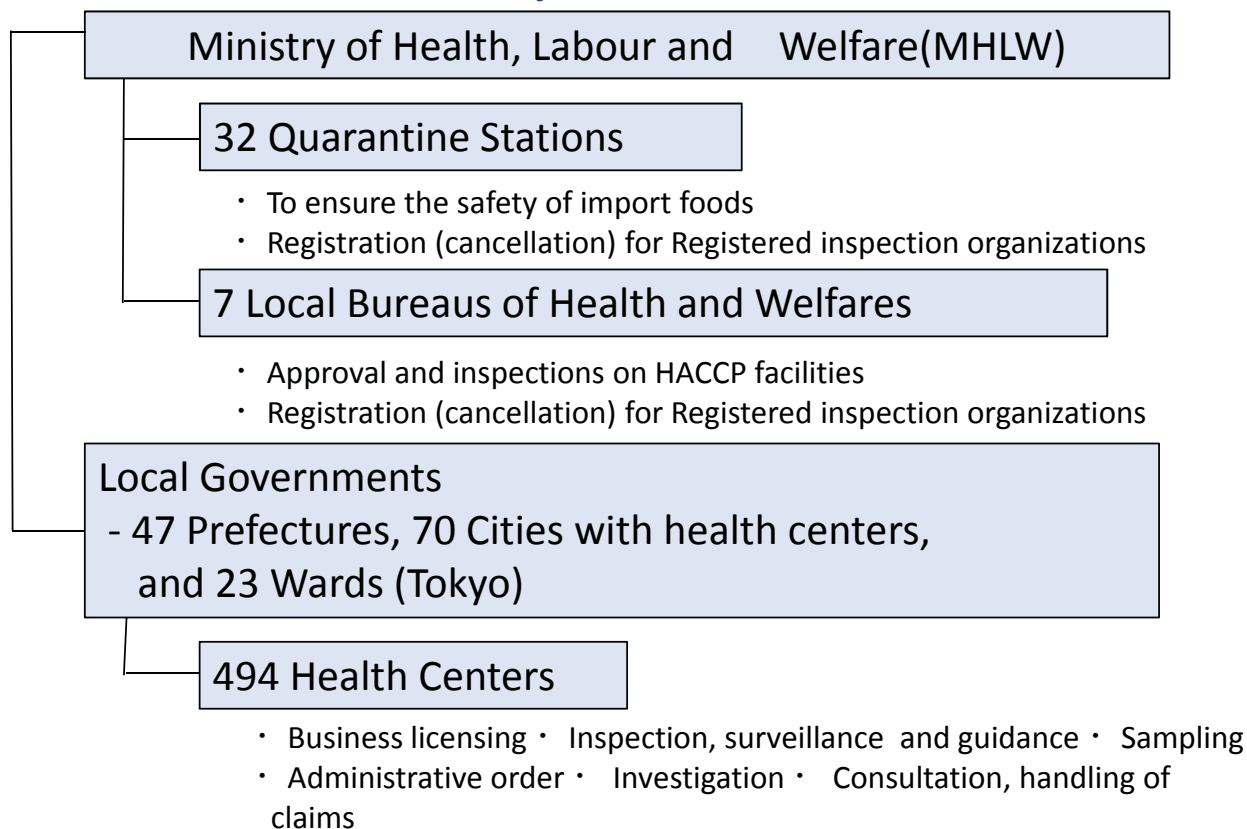 Ministry of Health, Labour and Welfare(MHLW)
32 Quarantine Stations
・ To ensure the safety of import foods
・ Registration (cancellation) for Registered inspection organizations
7 Local Bureaus of Health and Welfares
・ Approval and inspections on HACCP facilities
・ Registration (cancellation) for Registered inspection organizations
Local Governments
- 47 Prefectures, 70 Cities with health centers,
and 23 Wards (Tokyo)
494 Health Centers
・ Business licensing・ Inspection, surveillance and guidance・ Sampling
・ Administrative order・ Investigation・ Consultation, handling of
claims